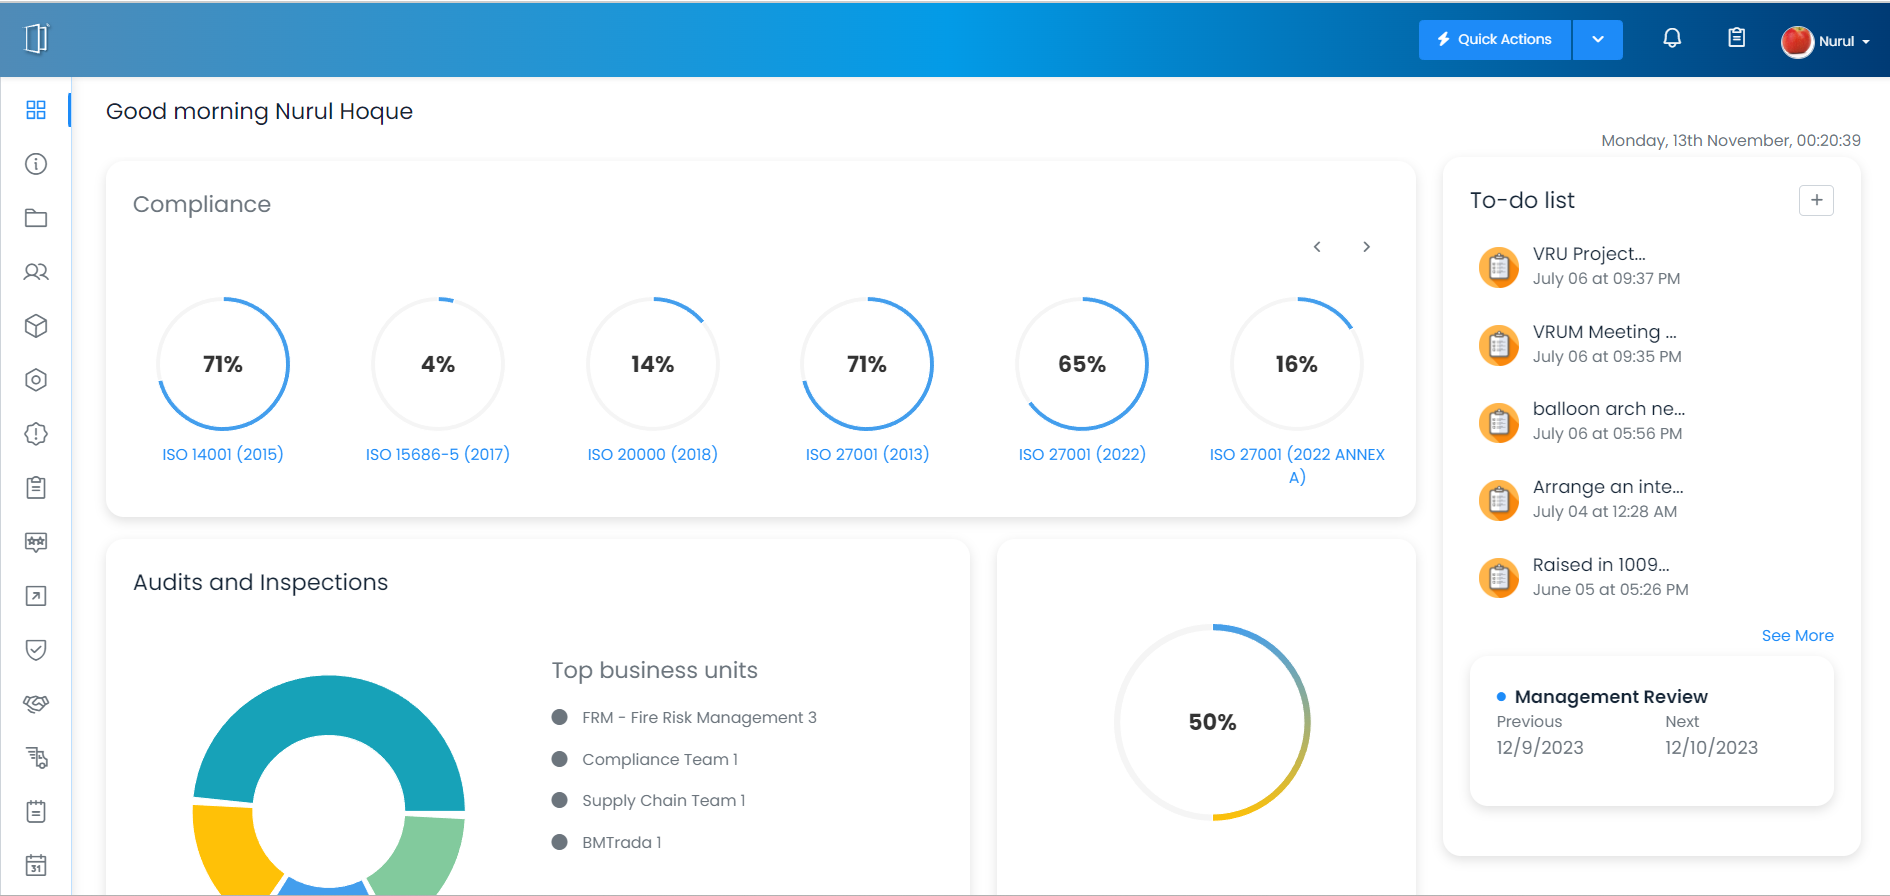 Quick Actions
Nurul
Good morning Nurul Hoque
Monday, 13th November, 00:20:39
Compliance
71%
4%
14%
71%
65%
16%
ISO 14001 (2015)
ISO 15686-5 (2017)
ISO 20000 (2018)
ISO 27001 (2013)
ISO 27001 (2022)
ISO 27001 (2022 ANNEX
A)
Audits and Inspections
Top business units
FRM - Fire Risk Management 3
Compliance Team 1
Supply Chain Team 1
BMTrada 1
50%
To-do list
+
VRU Project...
July 06 at 09:37 PM
VRUM Meeting ...
July 06 at 09:35 PM
balloon arch ne...
July 06 at 05:56 PM
Arrange an inte...
July 04 at 12:28 AM
Raised in 1009...
June 05 at 05:26 PM
See More
Management Review
Previous
Next
12/9/2023
12/10/2023
31